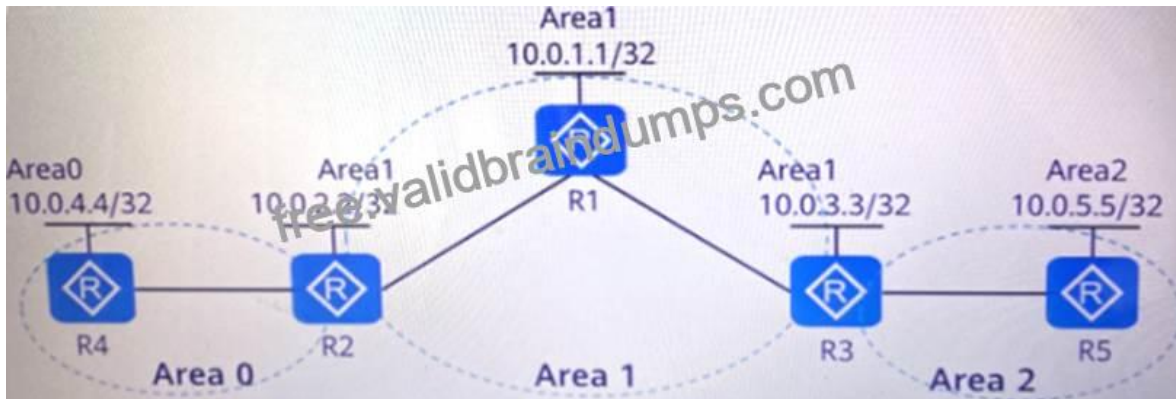 Area1
10.0.1.1/32
R1
Area0
10.0.4.4/32
R4
Area1
R2
Area1
10.0.3.3/32
R3
Area2
10.0.5.5/32
R5
Area 0
Area 1
Area 2
free.validbraindumps.com